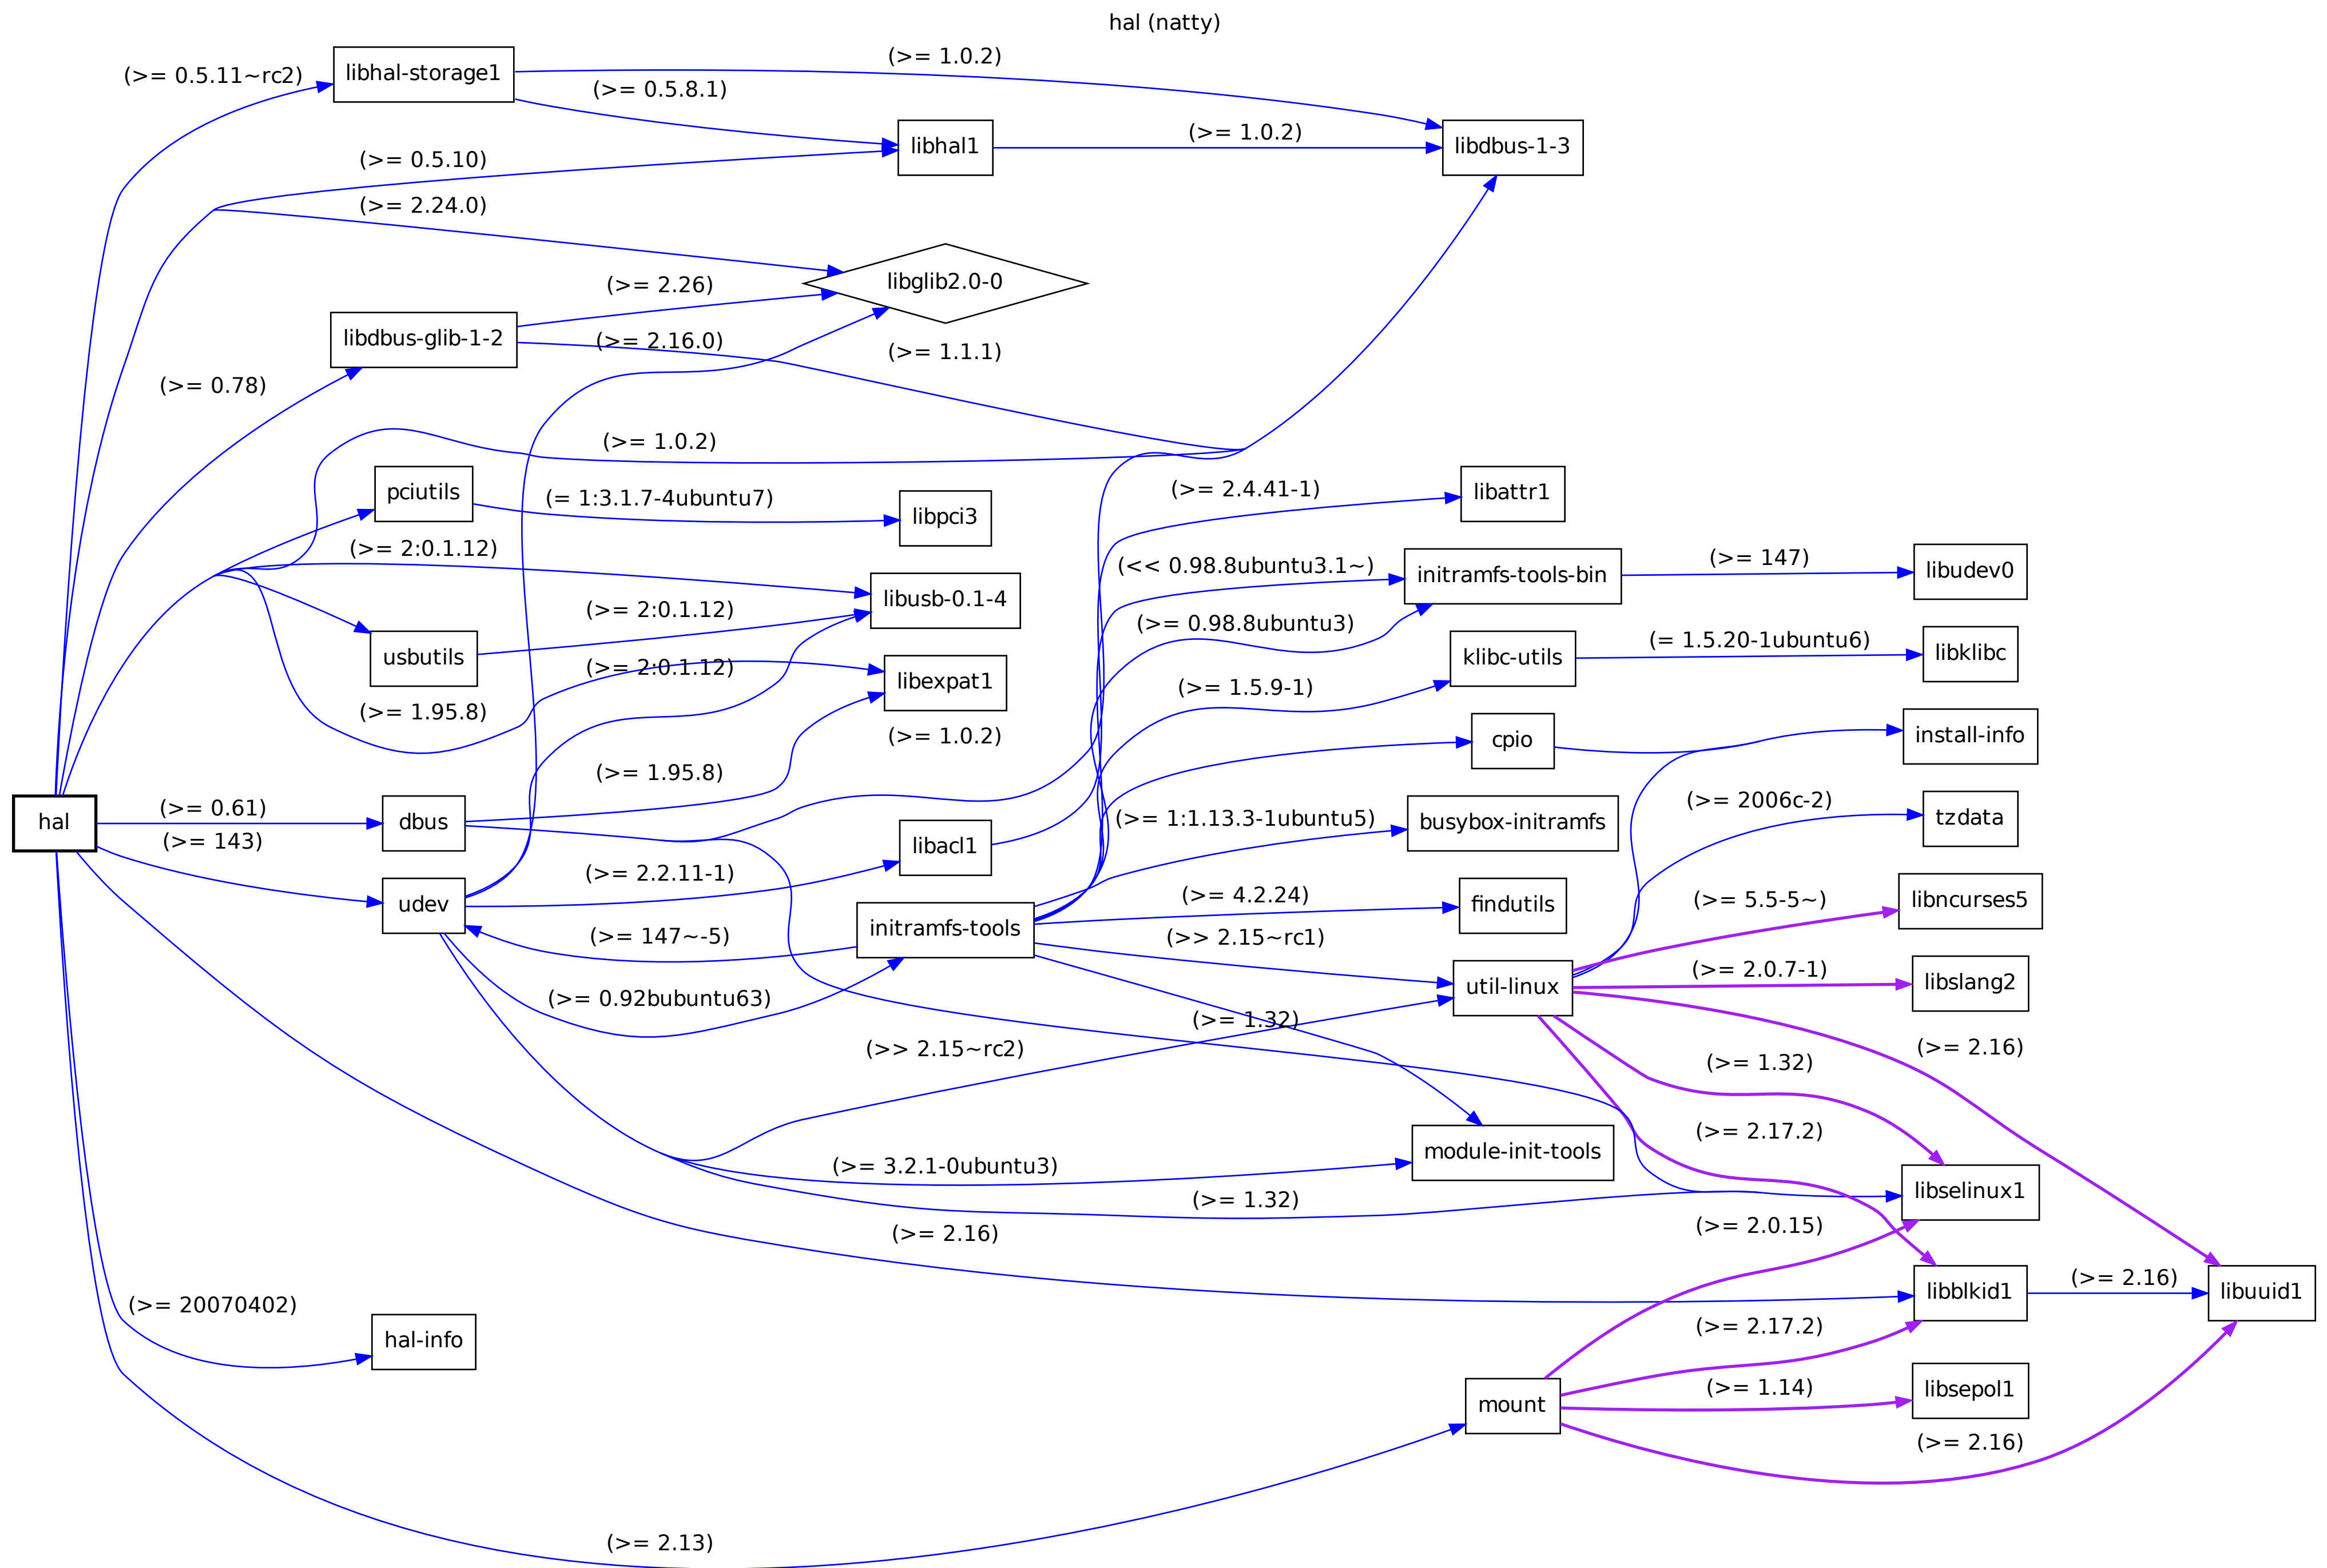 hal (natty)
(>= 1.0.2)
(>= 0.5.11~rc2)
libhal-storage1
(>= 0.5.8.1)
(>= 1.0.2)
libhal1
libdbus-1-3
(>= 0.5.10)
(>= 2.24.0)
libglib2.0-0
(>= 2.26)
libdbus-glib-1-2
(>= 2.16.0)
(>= 1.1.1)
(>= 0.78)
(>= 1.0.2)
pciutils
(= 1:3.1.7-4ubuntu7)
(>= 2.4.41-1)
libattr1
libpci3
(>= 2:0.1.12)
(<< 0.98.8ubuntu3.1~)
initramfs-tools-bin
(>= 147)
libudev0
libusb-0.1-4
(>= 2:0.1.12)
(>= 0.98.8ubuntu3)
usbutils
(>= 2:0.1.12)
klibc-utils
(= 1.5.20-1ubuntu6)
libklibc
libexpat1
(>= 1.5.9-1)
(>= 1.95.8)
(>= 1.0.2)
cpio
install-info
(>= 1.95.8)
(>= 2006c-2)
tzdata
hal
(>= 0.61)
dbus
(>= 1:1.13.3-1ubuntu5)
busybox-initramfs
(>= 143)
libacl1
(>= 2.2.11-1)
(>= 4.2.24)
findutils
(>= 5.5-5~)
libncurses5
udev
initramfs-tools
(>= 147~-5)
(>> 2.15~rc1)
(>= 2.0.7-1)
libslang2
util-linux
(>= 0.92bubuntu63)
(>= 1.32)
(>> 2.15~rc2)
(>= 2.16)
(>= 1.32)
(>= 2.17.2)
module-init-tools
(>= 3.2.1-0ubuntu3)
(>= 1.32)
libselinux1
(>= 2.0.15)
(>= 2.16)
(>= 2.16)
libblkid1
libuuid1
(>= 20070402)
(>= 2.17.2)
hal-info
(>= 1.14)
libsepol1
mount
(>= 2.16)
(>= 2.13)